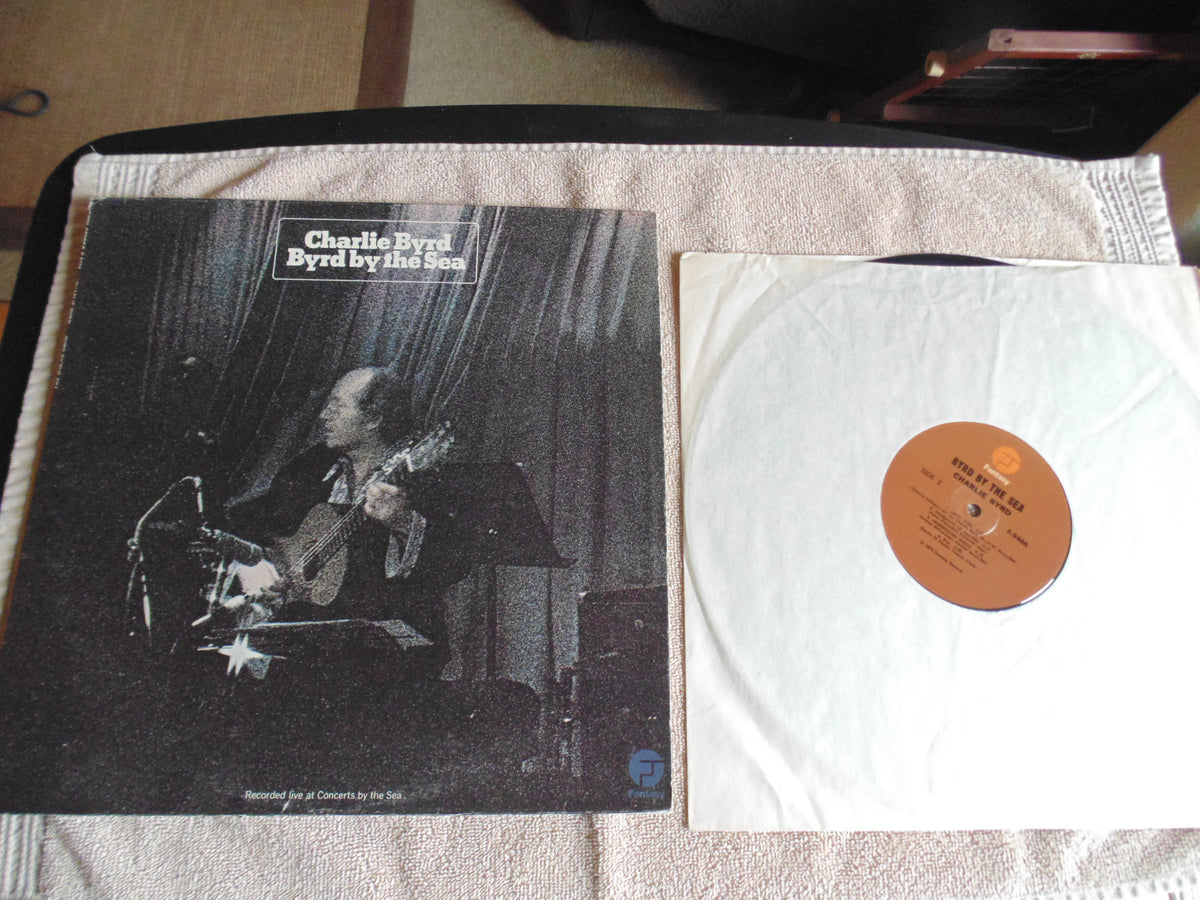 Charlie Byrd
Byrd by the Sea
Recorded live at Concerts by the Sea
Fantasy
Fantasy
BYRD BY THE SEA
CHARLIE BYRD
SIDE 2
F-9466